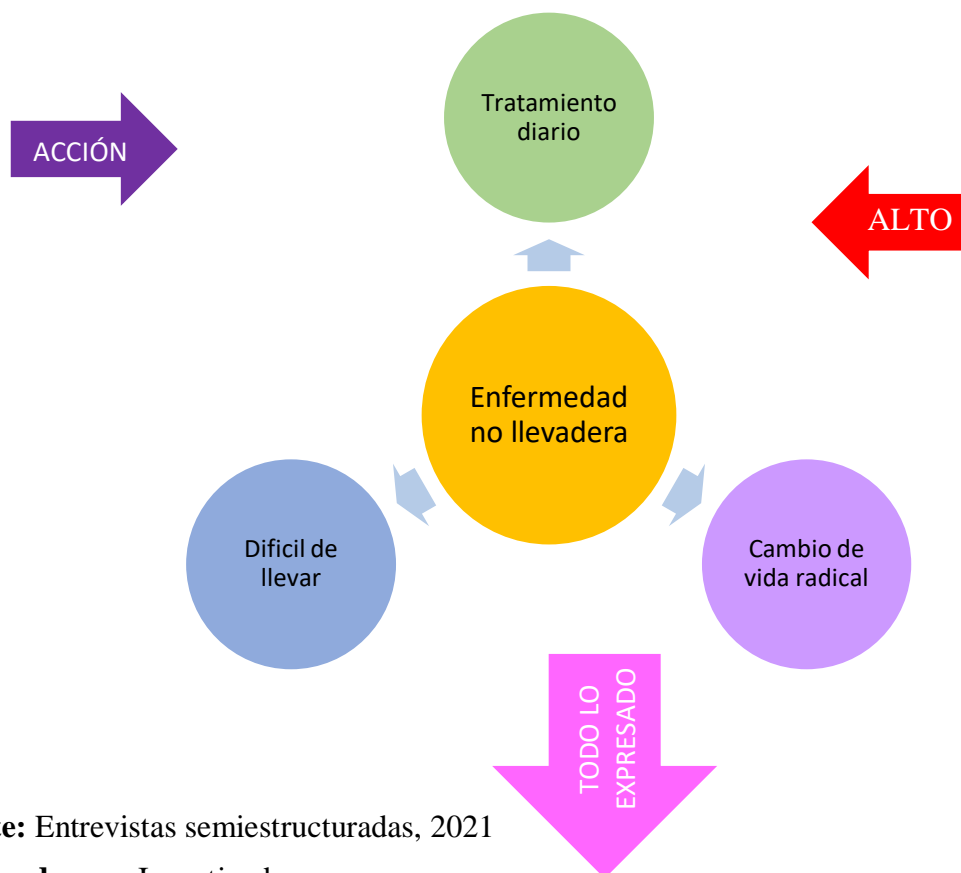 Tratamiento
diario
ACCIÓN
ALTO
Enfermedad
no llevadera
Dificil de
llevar
Cambio de
vida radical
TODO LO
EXPRESADO
te: Entrevistas semiestructuradas, 2021